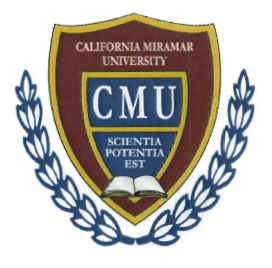 CALIFORNIA MIRAMAR
UNIVERSITY
CMU
SCIENTIA
POTENTIA
EST